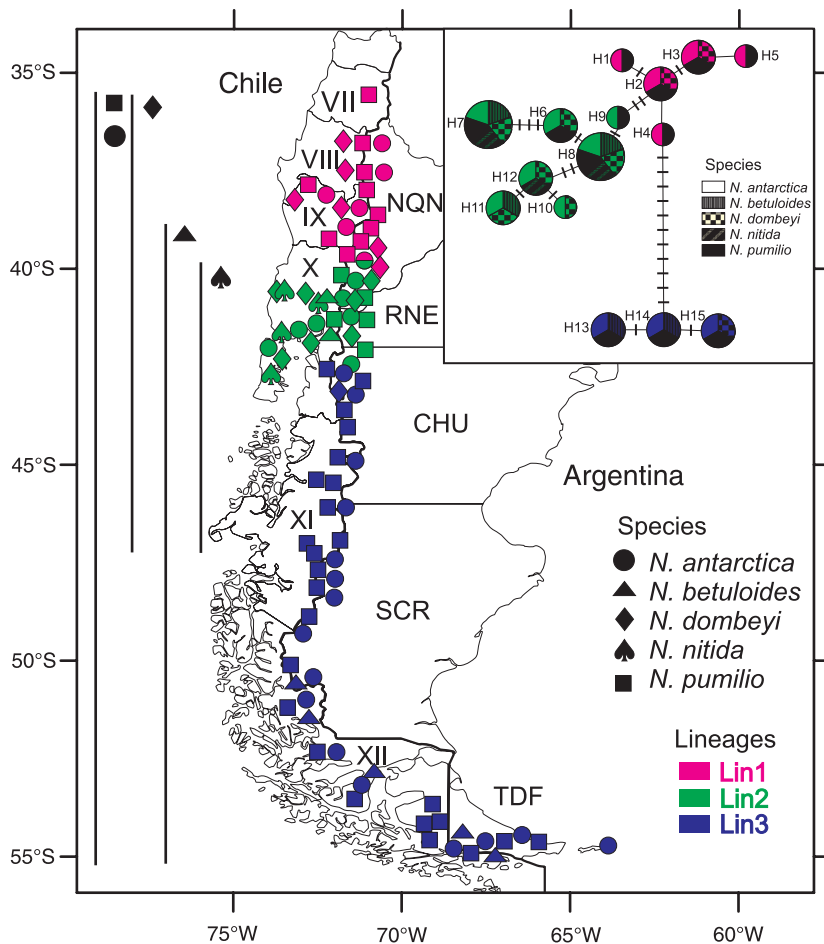 35°S
40°S
45°S
50°S
55°S
75°W
70°W
65°W
60°W
Chile
VII
VIII
NQN
IX
X
RNE
CHU
Argentina
XI
SCR
XII
TDF
H1
H3
H5
H2
H9
H4
H7
H6
H8
H12
H11
H10
H13
H14
H15
Species
N. antarctica
N. betuloides
N. dombeyi
N. nitida
N. pumilio
Species
N. antarctica
N. betuloides
N. dombeyi
N. nitida
N. pumilio
Lineages
Lin1
Lin2
Lin3